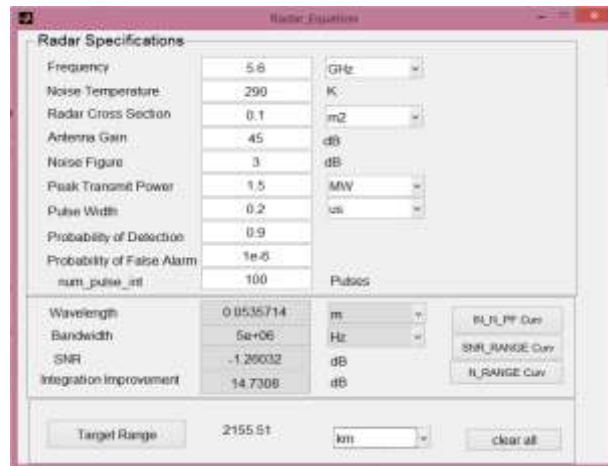 Radar_Equation
Radar Specifications
Frequency 5.6 GHz
Noise Temperature 290 K
Radar Cross Section 0.1 m2
Antenna Gain 45 dB
Noise Figure 3 dB
Peak Transmit Power 1.5 MW
Pulse Width 0.2 us
Probability of Detection 0.9
Probability of False Alarm 1e-6
num_pulse_int 100 Pulses
Wavelength 0.0535714 m
Bandwidth 5e+06 Hz
SNR -1.26032 dB
Integration Improvement 14.7306 dB
IN_N_PF Curv
SNR_RANGE Curv
N_RANGE Curv
Target Range 2155.51 km clear all